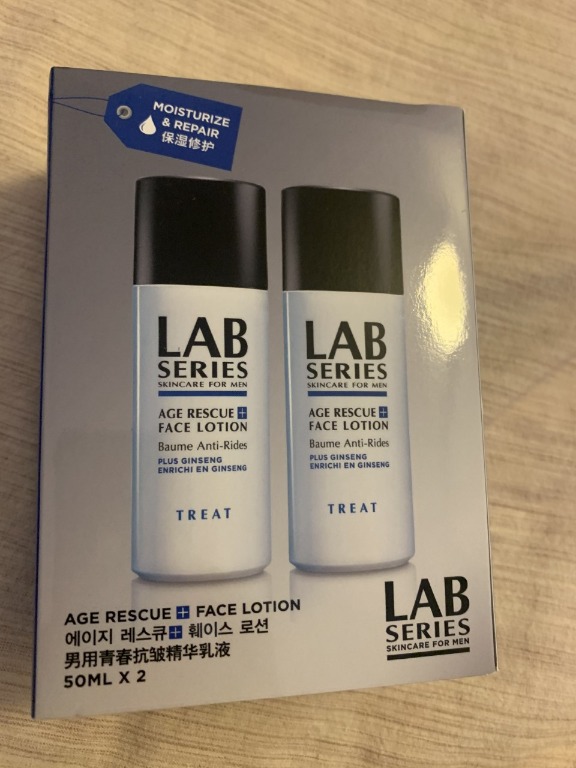 MOISTURIZE
& REPAIR
保湿修护
LAB
SERIES
SKINCARE FOR MEN
AGE RESCUE+
FACE LOTION
Baume Anti-Rides
PLUS GINSENG
ENRICHI EN GINSENG
TREAT
LAB
SERIES
SKINCARE FOR MEN
AGE RESCUE+
FACE LOTION
Baume Anti-Rides
PLUS GINSENG
ENRICHI EN GINSENG
TREAT
AGE RESCUE + FACE LOTION
에이지 레스큐+ 훼이스 로션
男用青春抗皱精华乳液
50ML X 2
LAB
SERIES
SKINCARE FOR MEN